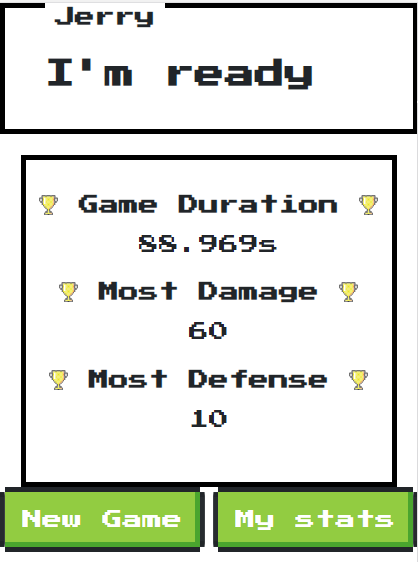 Jerry
I'm ready
Game Duration
88.969s
Most Damage
60
Most Defense
10
New Game
My stats